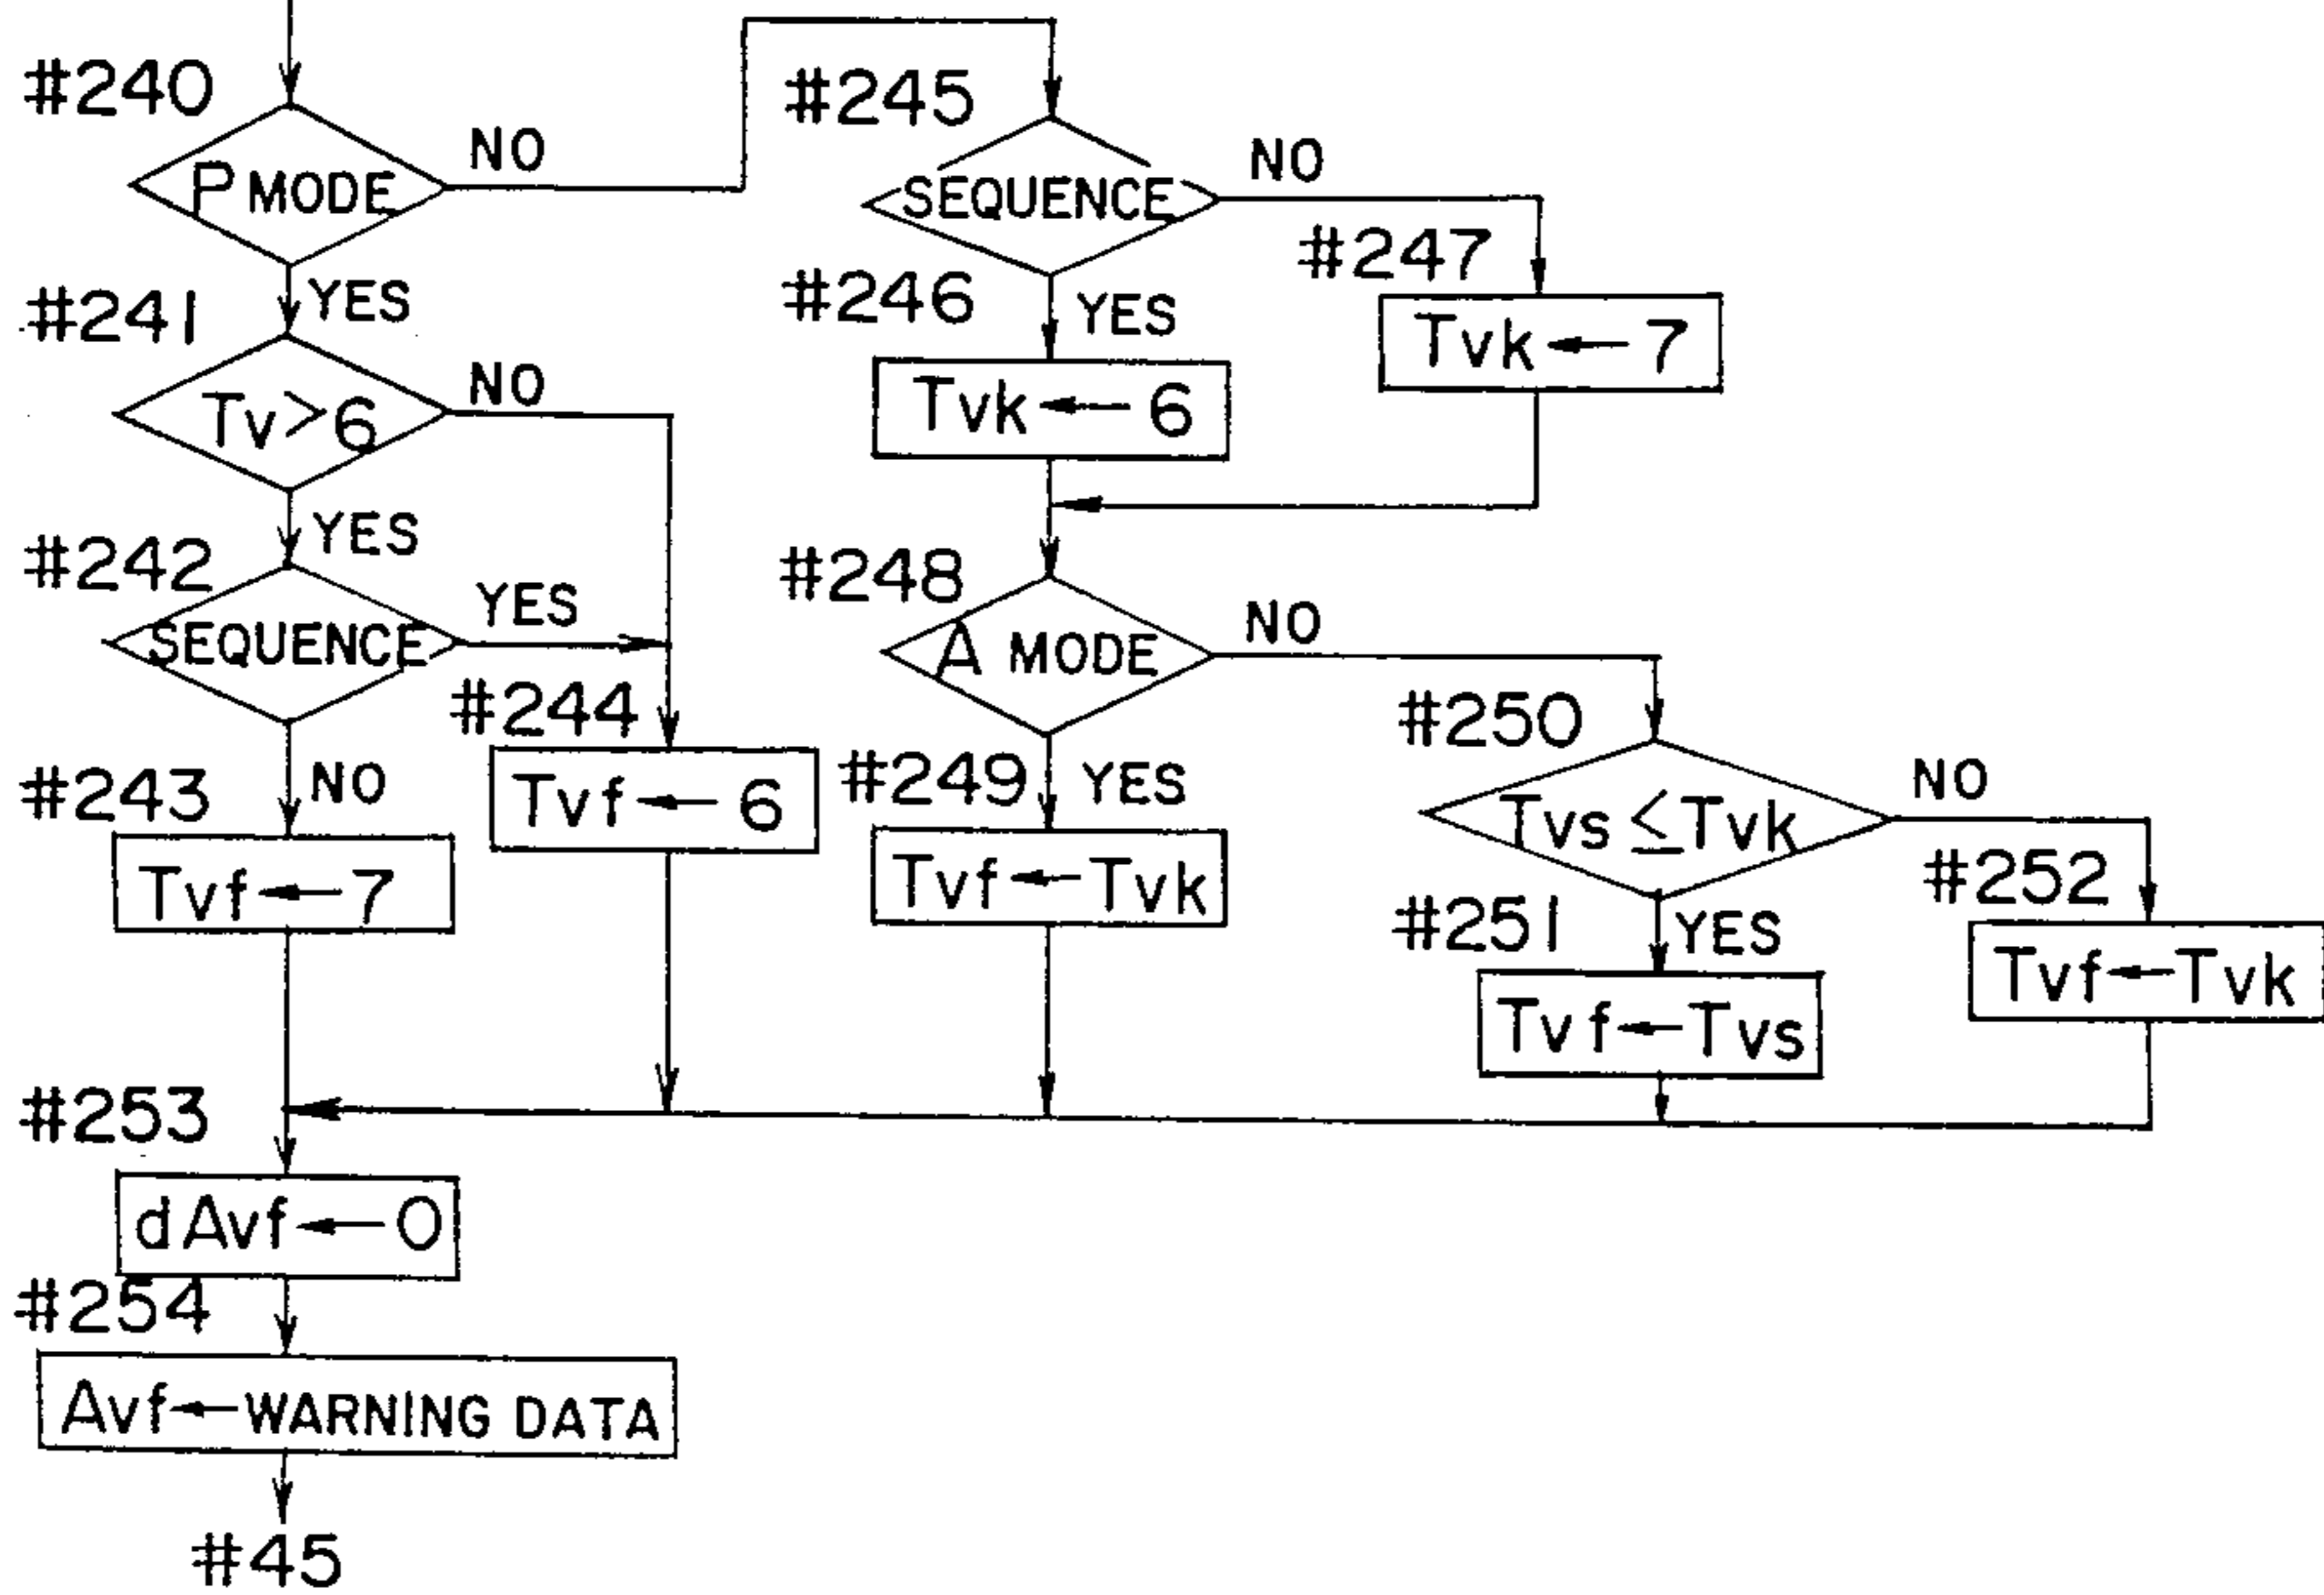 #240
P MODE
NO
YES
#241
Tv>6
NO
YES
#242
SEQUENCE
YES
NO
#243
Tvf←7
#244
Tvf←6
#245
SEQUENCE
NO
YES
#246
Tvk←6
#247
Tvk←7
#248
A MODE
NO
YES
#249
Tvf←Tvk
#250
Tvs≤Tvk
NO
YES
#251
Tvf←Tvs
#252
Tvf←Tvk
#253
dAvf←0
#254
Avf←WARNING DATA
#45